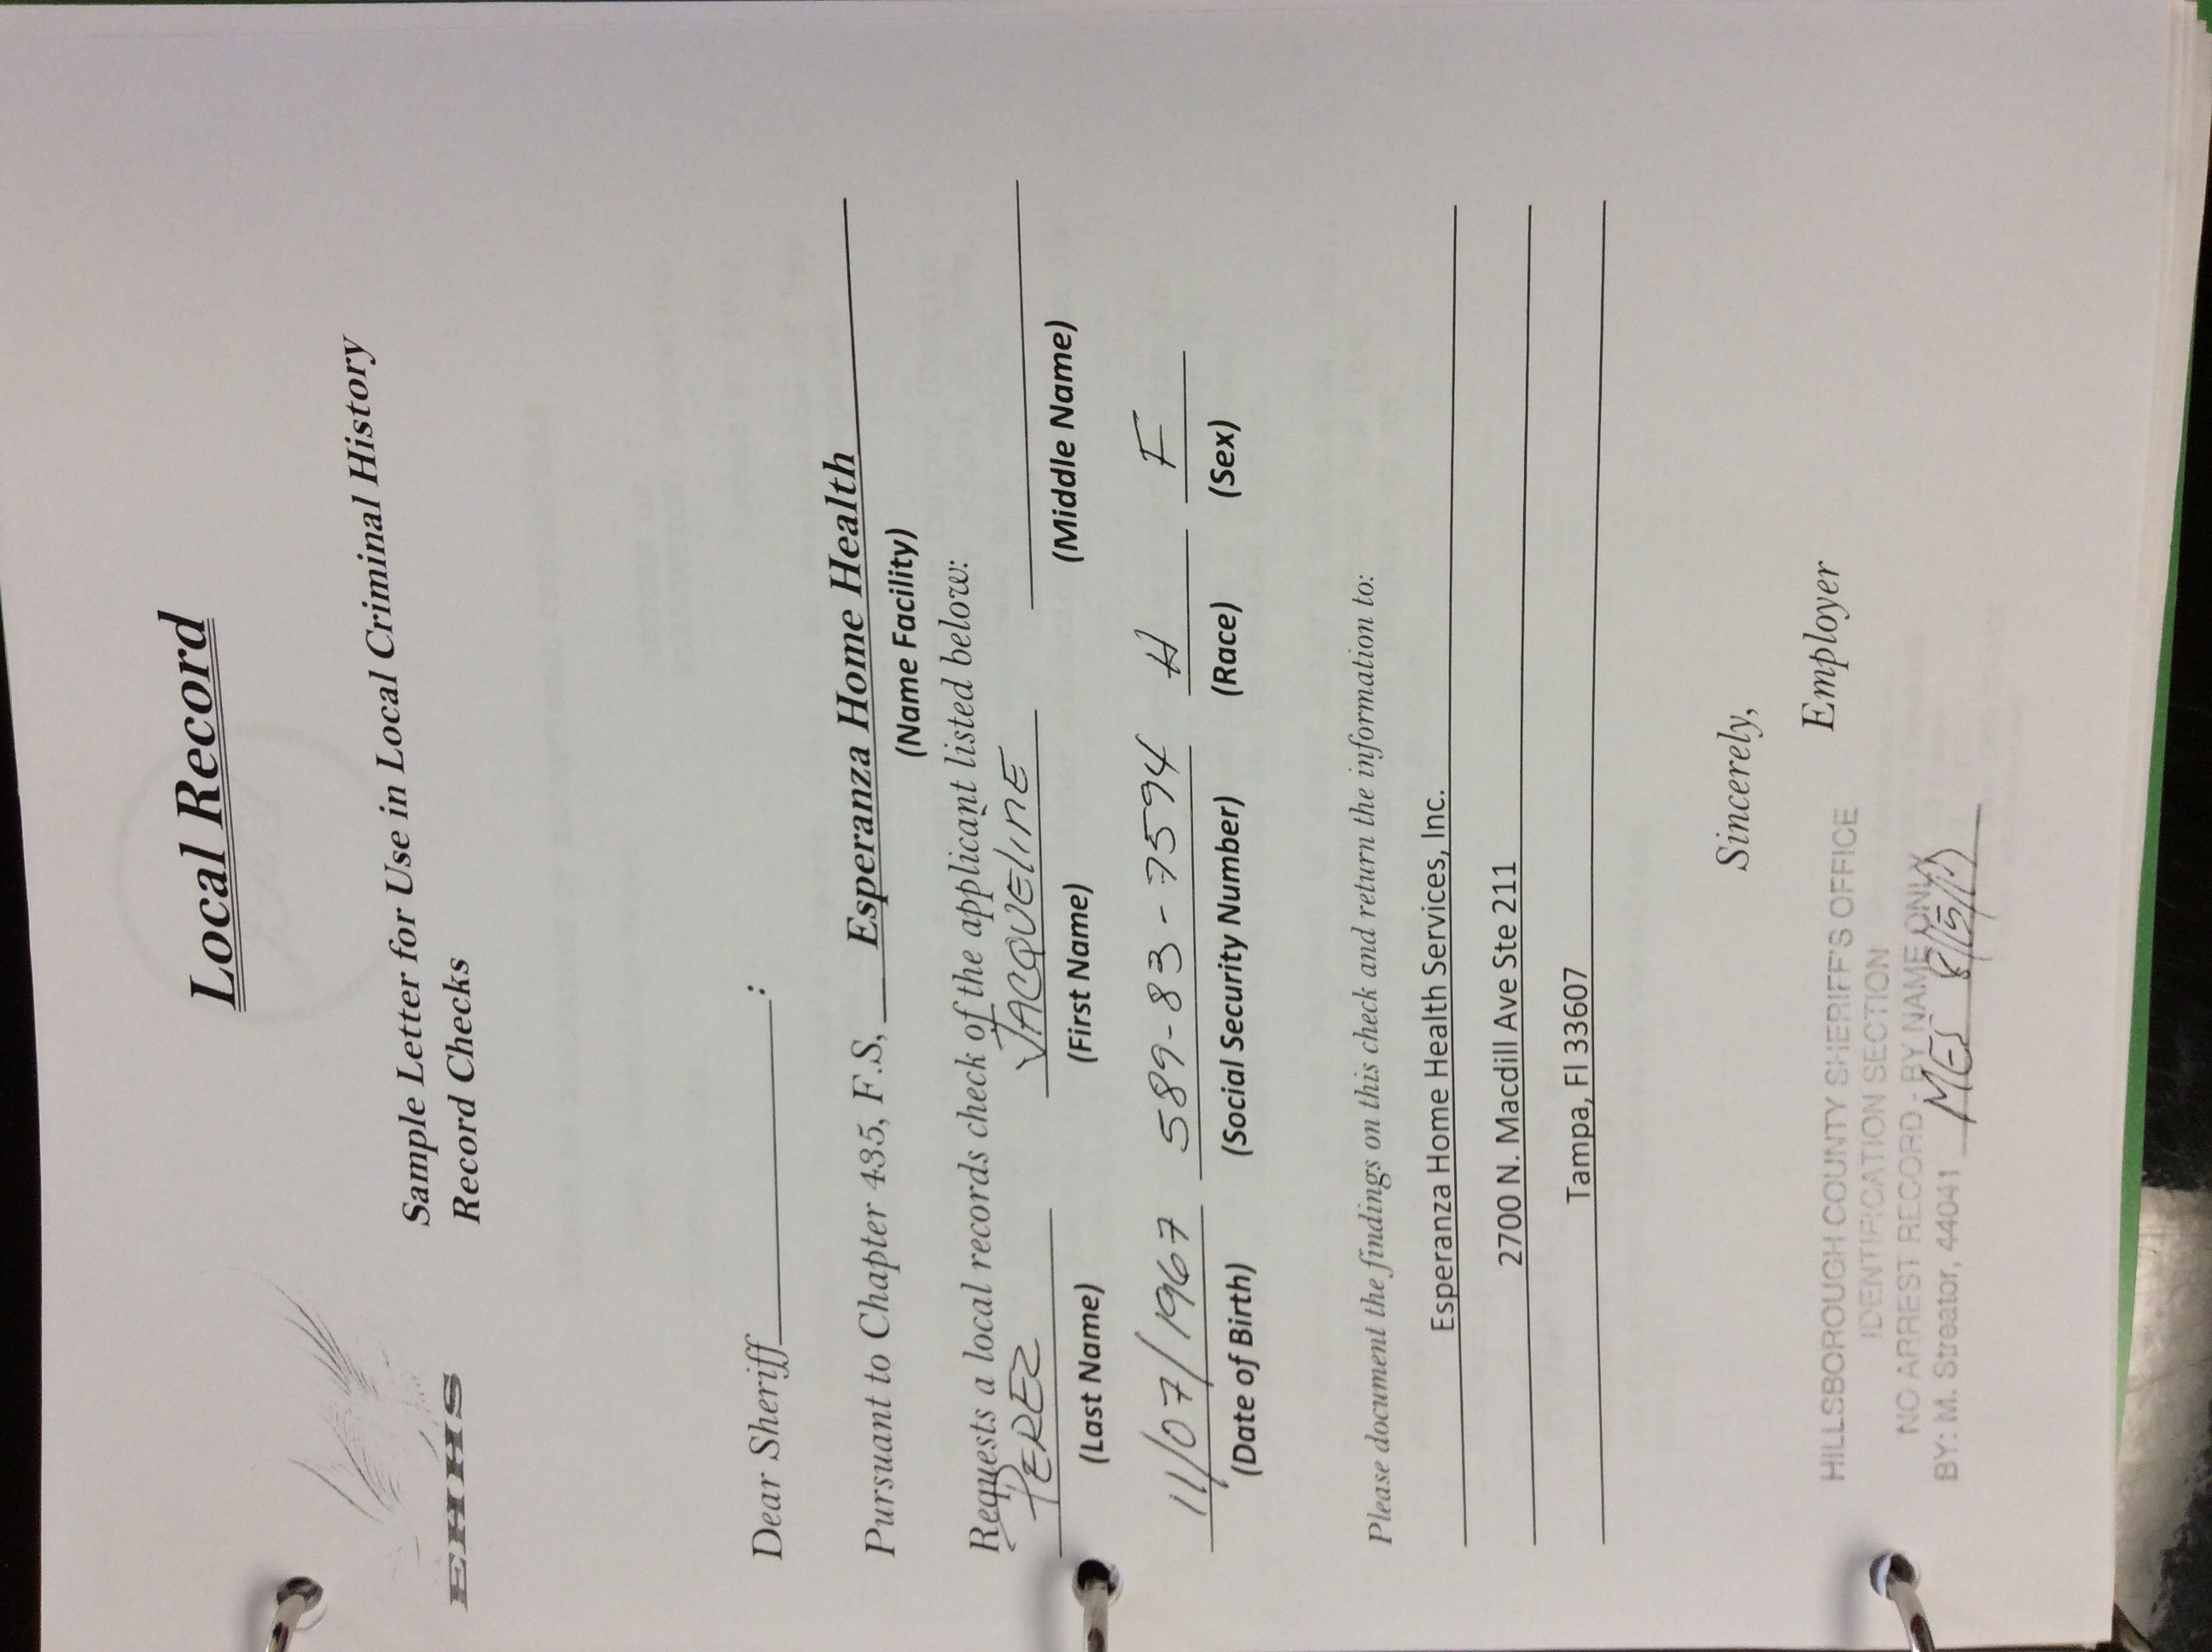 Local Record
EHHS
Sample Letter for Use in Local Criminal History
Record Checks
Dear Sheriff ________________ :
Pursuant to Chapter 435, F.S, Esperanza Home Health
(Name Facility)
Requests a local records check of the applicant listed below:
PEREZ JACQUELINE
(Last Name) (First Name) (Middle Name)
11/07/1967 589-83-7594 H F
(Date of Birth) (Social Security Number) (Race) (Sex)
Please document the findings on this check and return the information to:
Esperanza Home Health Services, Inc.
2700 N. Macdill Ave Ste 211
Tampa, Fl 33607
Sincerely,
Employer
HILLSBOROUGH COUNTY SHERIFF'S OFFICE
IDENTIFICATION SECTION
NO ARREST RECORD - BY NAME ONLY
BY: M. Streator, 44041 MES